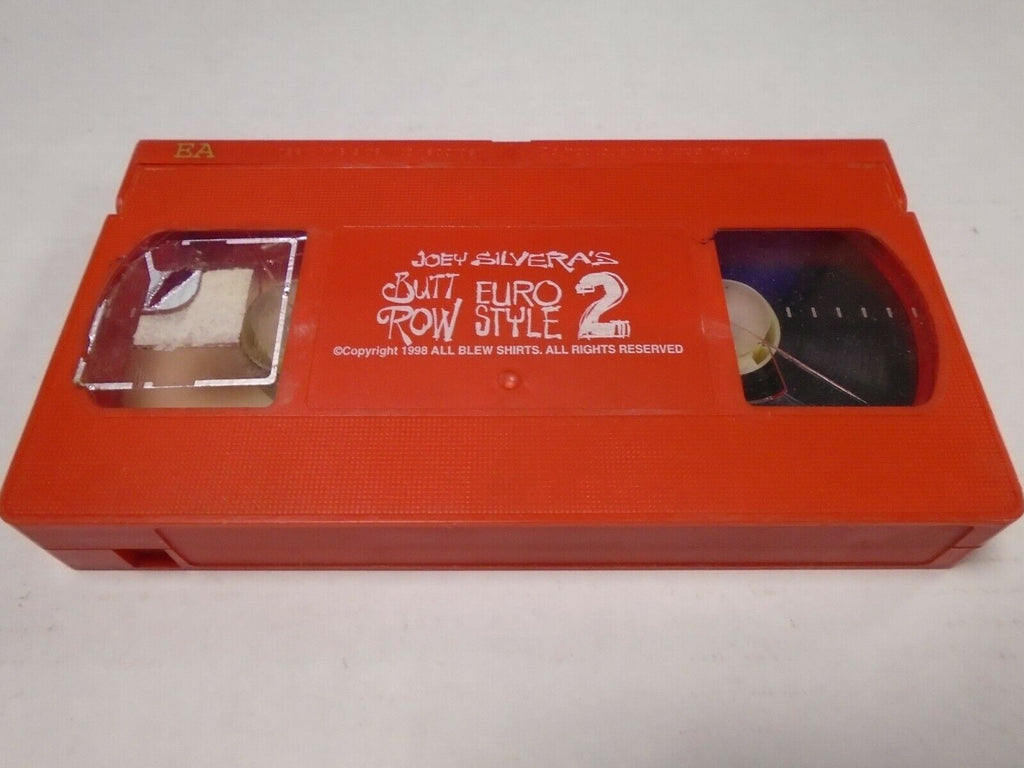 EA
JOEY SILVERA'S
BUTT ROW EURO STYLE 2
©Copyright 1998 ALL BLEW SHIRTS. ALL RIGHTS RESERVED